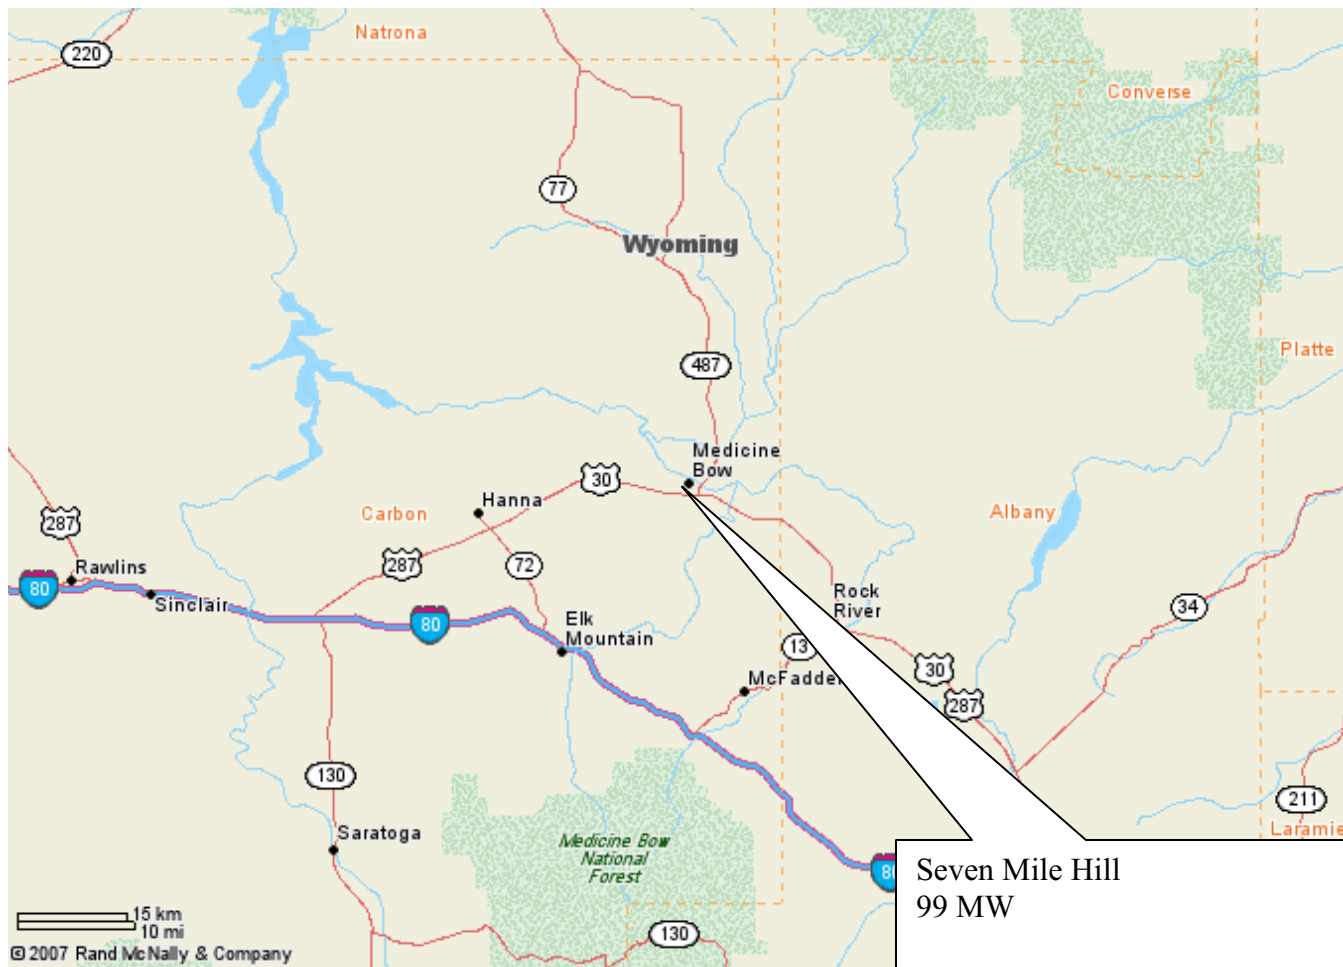 Natrona
220
Converse
77
Wyoming
Platte
487
Medicine
Bow
30
Hanna
Carbon
Albany
287
287
72
Rawlins
80
Sinclair
80
Elk
Mountain
Rock
River
34
13
30
McFadden
287
130
211
Saratoga
Medicine Bow
National
Forest
Laramie
80
Seven Mile Hill
99 MW
15 km
10 mi
130
© 2007 Rand McNally & Company